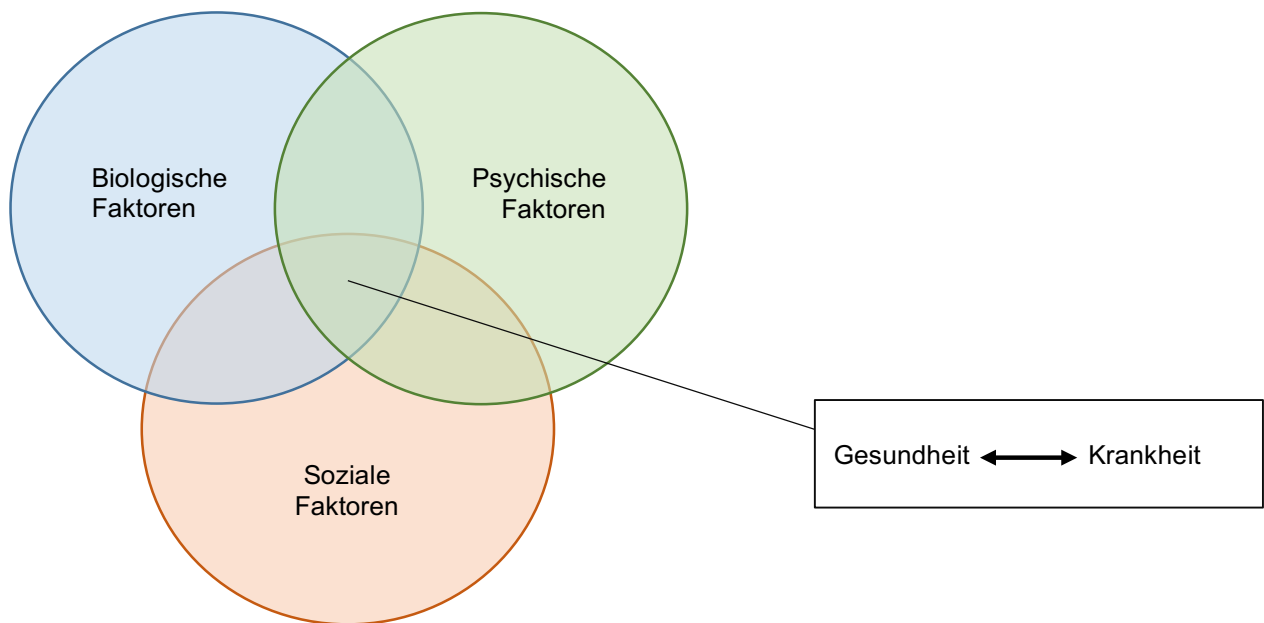 Biologische
Faktoren
Psychische
Faktoren
Soziale
Faktoren
Gesundheit Krankheit